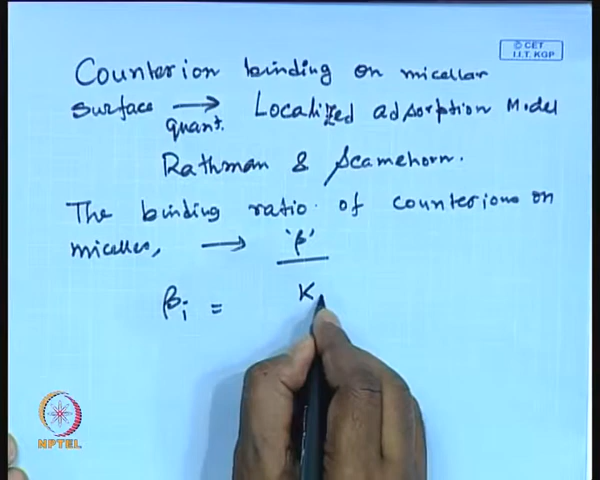 © CET
I.I.T. KGP
Counterion binding on micellar
surface → Localized adsorption Model
quant.
Rathman & Scamehorn.
The binding ratio of counterions on
micelles, → 'β'
βi = K
NPTEL